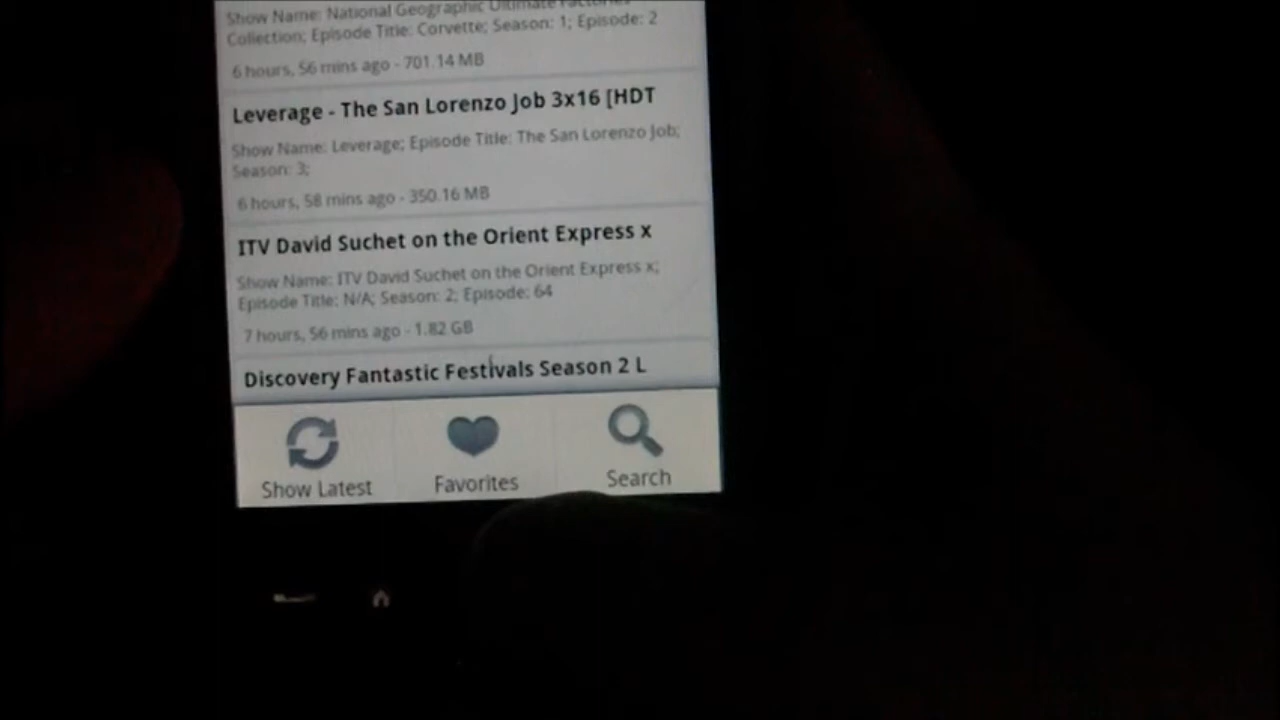 Show Name: National Geographic Ultimate Factories
Collection; Episode Title: Corvette; Season: 1; Episode: 2
6 hours, 56 mins ago - 701.14 MB
Leverage - The San Lorenzo Job 3x16 [HDT
Show Name: Leverage; Episode Title: The San Lorenzo Job;
Season: 3;
6 hours, 58 mins ago - 350.16 MB
ITV David Suchet on the Orient Express x
Show Name: ITV David Suchet on the Orient Express x;
Episode Title: N/A; Season: 2; Episode: 64
7 hours, 56 mins ago - 1.82 GB
Discovery Fantastic Festivals Season 2 L
Show Latest
Favorites
Search